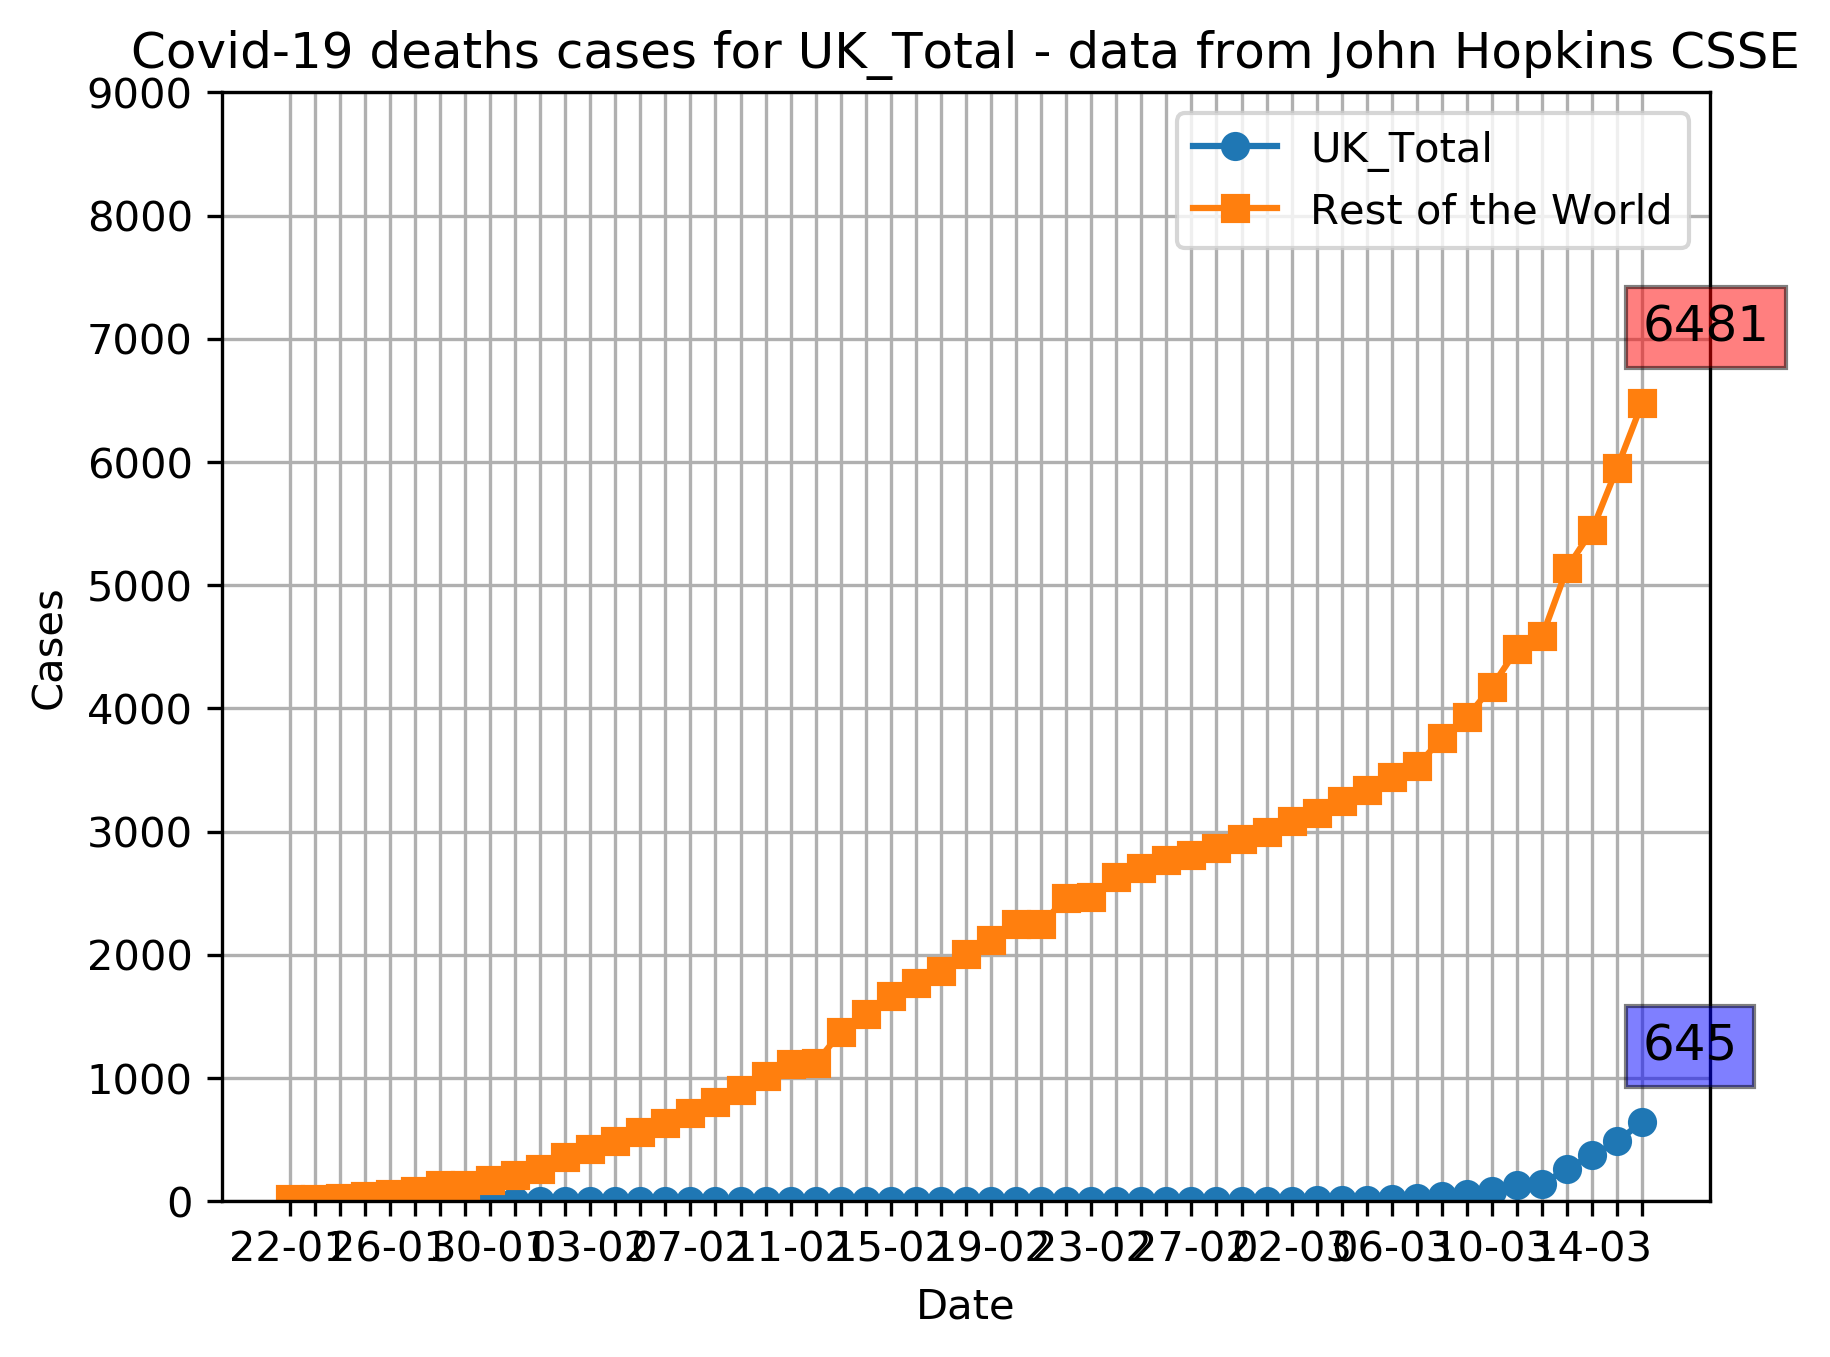 Covid-19 deaths cases for UK_Total - data from John Hopkins CSSE
9000
8000
7000
6000
5000
4000
3000
2000
1000
0
Cases
UK_Total
Rest of the World
6481
645
22-01 26-01 30-01 03-02 07-02 11-02 15-02 19-02 23-02 27-02 02-03 06-03 10-03 14-03
Date